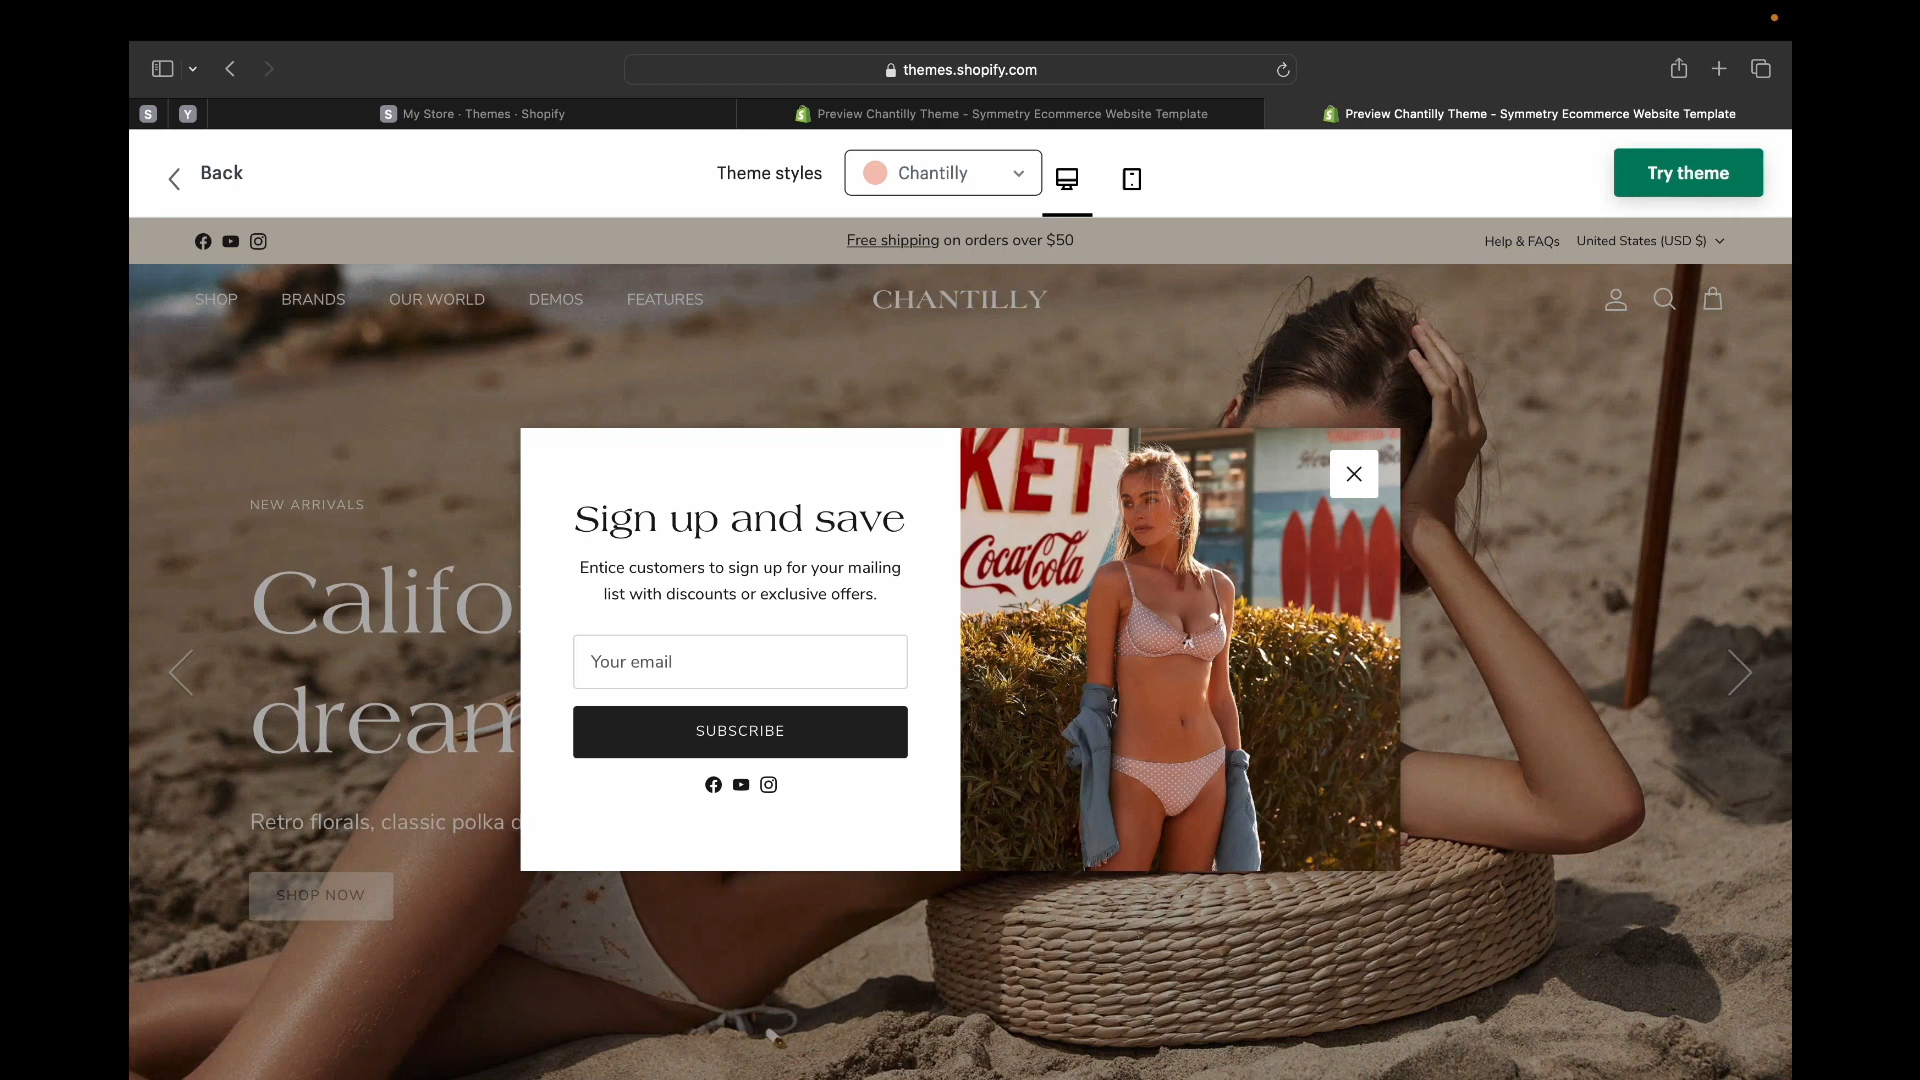 themes.shopify.com
S
Y
S My Store - Themes - Shopify
Preview Chantilly Theme - Symmetry Ecommerce Website Template
Preview Chantilly Theme - Symmetry Ecommerce Website Template
Back
Theme styles
Chantilly
Try theme
Free shipping on orders over $50
Help & FAQs
United States (USD $)
SHOP
BRANDS
OUR WORLD
DEMOS
FEATURES
CHANTILLY
NEW ARRIVALS
Califo
dream
Retro florals, classic polka
SHOP NOW
Sign up and save
Entice customers to sign up for your mailing
list with discounts or exclusive offers.
Your email
SUBSCRIBE
KET
Coca-Cola